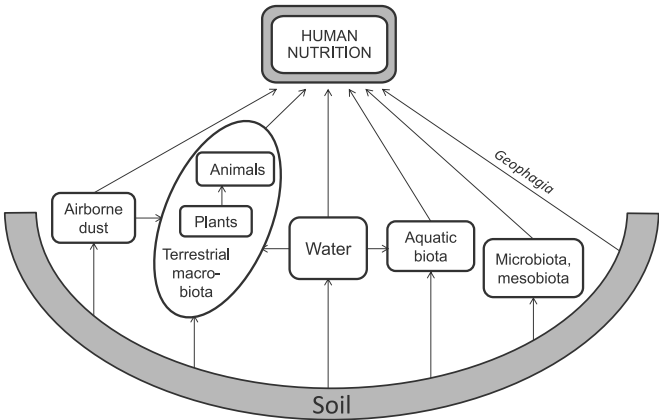 HUMAN
NUTRITION
Geophagia
Animals
Plants
Terrestrial
macro-
biota
Airborne
dust
Water
Aquatic
biota
Microbiota,
mesobiota
Soil